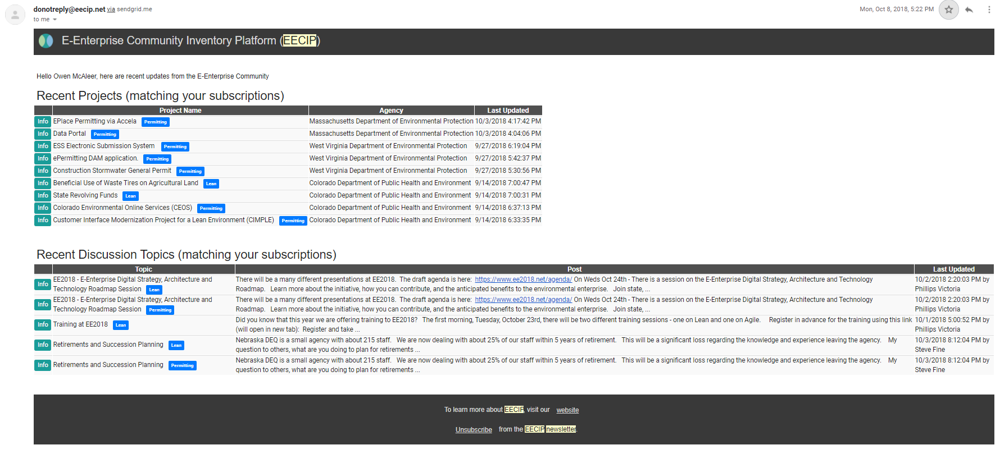 donotreply@eecip.net via sendgrid.me
Mon, Oct 8, 2018, 5:22 PM
to me
E-Enterprise Community Inventory Platform (EECIP)
Hello Owen McAleer, here are recent updates from the E-Enterprise Community
Recent Projects (matching your subscriptions)
Project Name Agency Last Updated
Info EPlace Permitting via Accela Permitting Massachusetts Department of Environmental Protection 10/3/2018 4:17:42 PM
Info Data Portal Permitting Massachusetts Department of Environmental Protection 10/3/2018 4:04:06 PM
Info ESS Electronic Submission System Permitting West Virginia Department of Environmental Protection 9/27/2018 6:19:04 PM
Info ePermitting DAM application. Permitting West Virginia Department of Environmental Protection 9/27/2018 5:42:37 PM
Info Construction Stormwater General Permit Permitting West Virginia Department of Environmental Protection 9/27/2018 5:30:56 PM
Info Beneficial Use of Waste Tires on Agricultural Land Lean Colorado Department of Public Health and Environment 9/14/2018 7:00:47 PM
Info State Revolving Funds Lean Colorado Department of Public Health and Environment 9/14/2018 7:00:31 PM
Info Colorado Environmental Online Services (CEOS) Permitting Colorado Department of Public Health and Environment 9/14/2018 6:37:13 PM
Info Customer Interface Modernization Project for a Lean Environment (CIMPLE) Permitting Colorado Department of Public Health and Environment 9/14/2018 6:33:35 PM
Recent Discussion Topics (matching your subscriptions)
Topic Post Last Updated
Info EE2018 - E-Enterprise Digital Strategy, Architecture and There will be a many different presentations at EE2018. The draft agenda is here: https://www.ee2018.net/agenda/ On Weds Oct 24th - There is a session on the E-Enterprise Digital Strategy, Architecture and Technology 10/2/2018 2:20:03 PM by
Technology Roadmap Session Lean Roadmap. Learn more about the initiative, how you can contribute, and the anticipated benefits to the environmental enterprise. Join state, ... Phillips Victoria
Info EE2018 - E-Enterprise Digital Strategy, Architecture and There will be a many different presentations at EE2018. The draft agenda is here: https://www.ee2018.net/agenda/ On Weds Oct 24th - There is a session on the E-Enterprise Digital Strategy, Architecture and Technology 10/2/2018 2:20:03 PM by
Technology Roadmap Session Permitting Roadmap. Learn more about the initiative, how you can contribute, and the anticipated benefits to the environmental enterprise. Join state, ... Phillips Victoria
Info Training at EE2018 Lean Did you know that this year we are offering training to EE2018? The first morning, Tuesday, October 23rd, there will be two different training sessions - one on Lean and one on Agile. Register in advance for the training using this link 10/1/2018 5:00:52 PM by
(will open in new tab): Register and take ... Phillips Victoria
Info Retirements and Succession Planning Lean Nebraska DEQ is a small agency with about 215 staff. We are now dealing with about 25% of our staff within 5 years of retirement. This will be a significant loss regarding the knowledge and experience leaving the agency. My 10/3/2018 8:12:04 PM by
question to others, what are you doing to plan for retirements ... Steve Fine
Info Retirements and Succession Planning Permitting Nebraska DEQ is a small agency with about 215 staff. We are now dealing with about 25% of our staff within 5 years of retirement. This will be a significant loss regarding the knowledge and experience leaving the agency. My 10/3/2018 8:12:04 PM by
question to others, what are you doing to plan for retirements ... Steve Fine
To learn more about EECIP, visit our website
Unsubscribe from the EECIP newsletter.